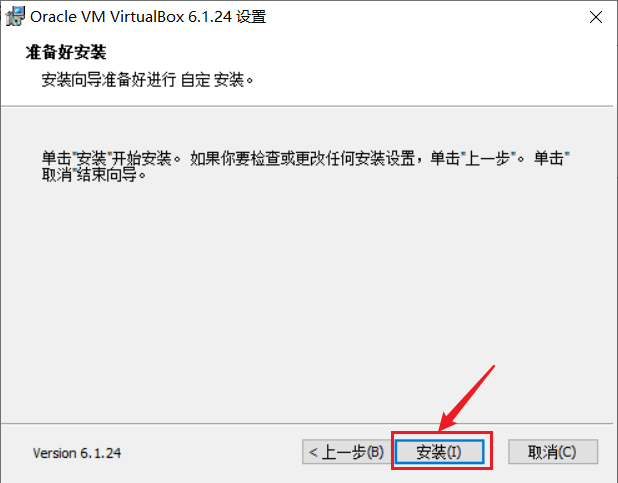 Oracle VM VirtualBox 6.1.24 设置
准备好安装
安装向导准备好进行 自定 安装。
单击"安装"开始安装。 如果你要检查或更改任何安装设置，单击"上一步"。 单击"
取消"结束向导。
Version 6.1.24
< 上一步(B)
安装(I)
取消(C)